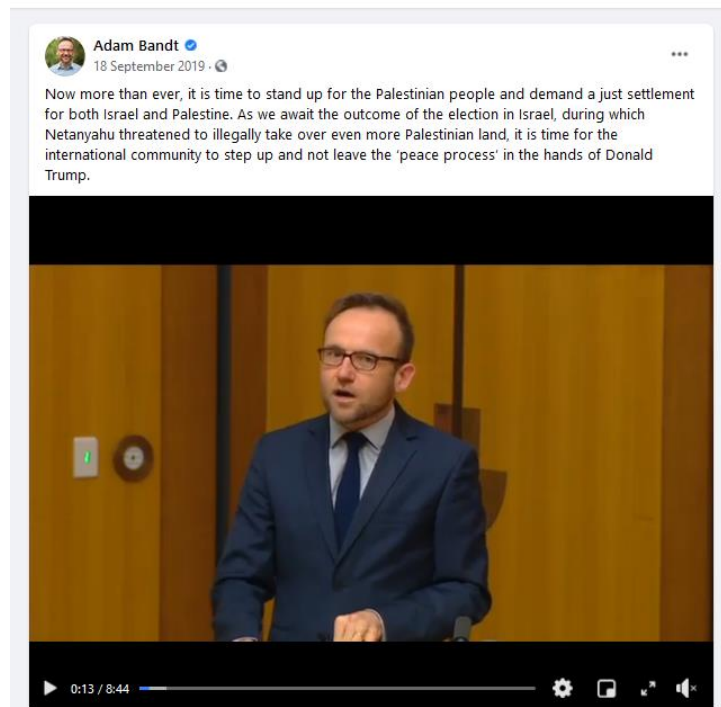 Adam Bandt
18 September 2019 ·
Now more than ever, it is time to stand up for the Palestinian people and demand a just settlement
for both Israel and Palestine. As we await the outcome of the election in Israel, during which
Netanyahu threatened to illegally take over even more Palestinian land, it is time for the
international community to step up and not leave the ‘peace process’ in the hands of Donald
Trump.
0:13 / 8:44